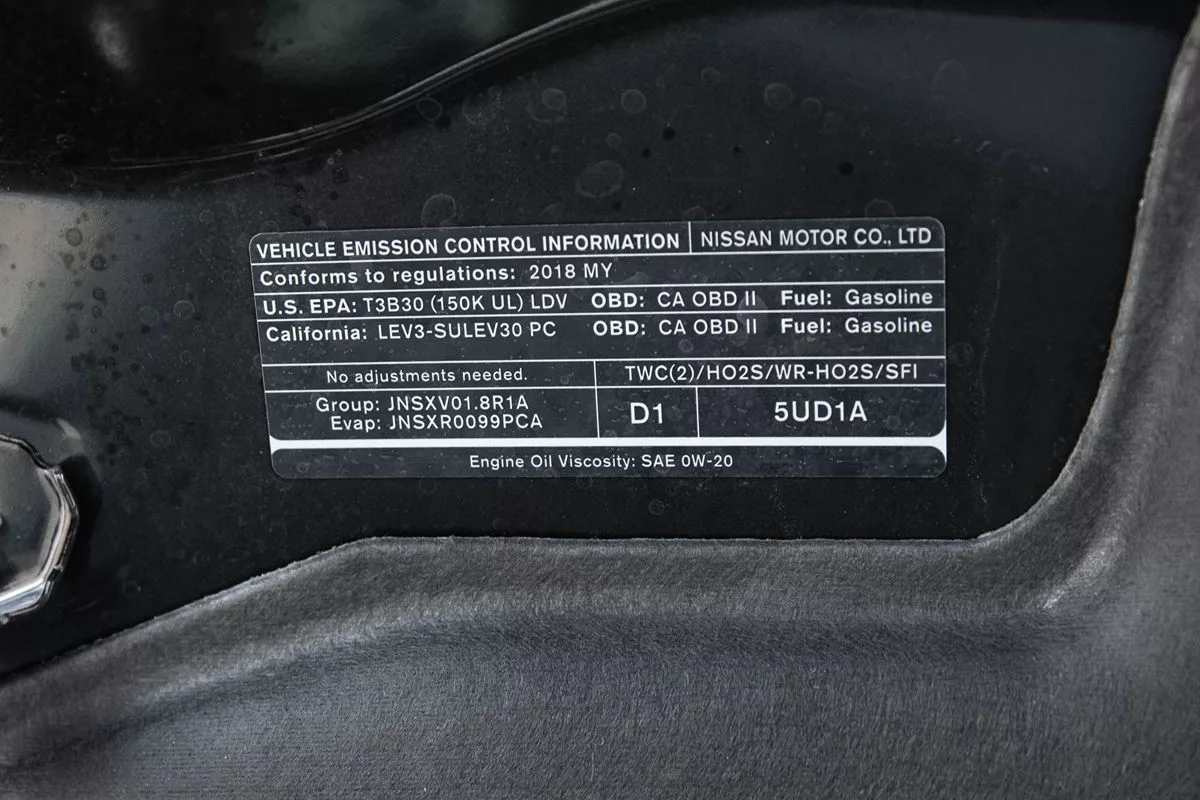 VEHICLE EMISSION CONTROL INFORMATION NISSAN MOTOR CO., LTD
Conforms to regulations: 2018 MY
U.S. EPA: T3B30 (150K UL) LDV OBD: CA OBD II Fuel: Gasoline
California: LEV3-SULEV30 PC OBD: CA OBD II Fuel: Gasoline
No adjustments needed. TWC(2)/HO2S/WR-HO2S/SFI
Group: JNSXV01.8R1A
Evap: JNSXR0099PCA
D1 5UD1A
Engine Oil Viscosity: SAE 0W-20